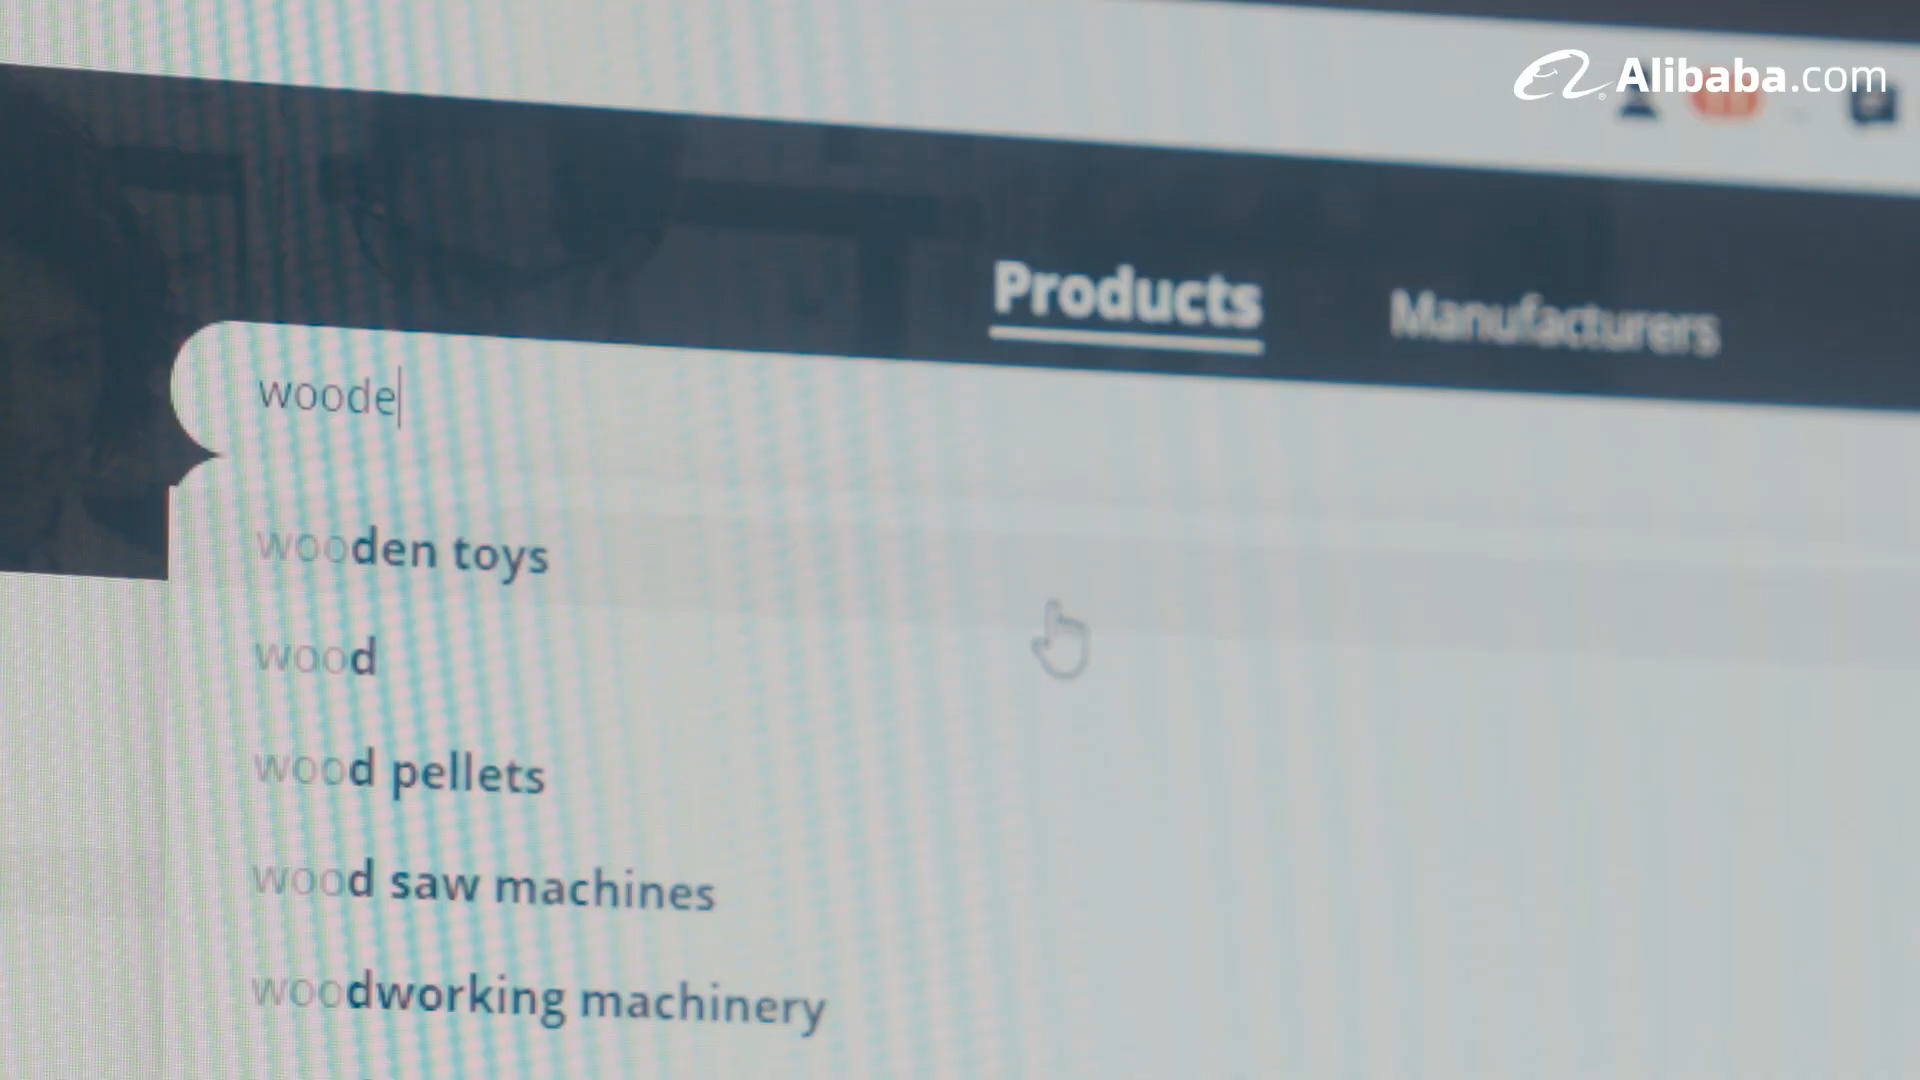 Alibaba.com
Products Manufacturers
woode
wooden toys
wood
wood pellets
wood saw machines
woodworking machinery